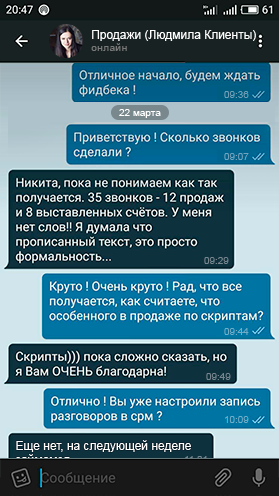 20:47
61
Продажи (Людмила Клиенты)
онлайн
Отличное начало, будем ждать
фидбека !
09:36
22 марта
Приветствую ! Сколько звонков
сделали ?
09:07
Никита, пока не понимаем как так
получается. 35 звонков - 12 продаж
и 8 выставленных счётов. У меня
нет слов!! Я думала что
прописанный текст, это просто
формальность...
09:29
Круто ! Очень круто ! Рад, что все
получается, как считаете, что
особенного в продаже по скриптам?
09:44
Скрипты))) пока сложно сказать, но
я Вам ОЧЕНЬ благодарна!
09:49
Отлично ! Вы уже настроили запись
разговоров в срм ?
10:09
Еще нет, на следующей неделе
Сообщение